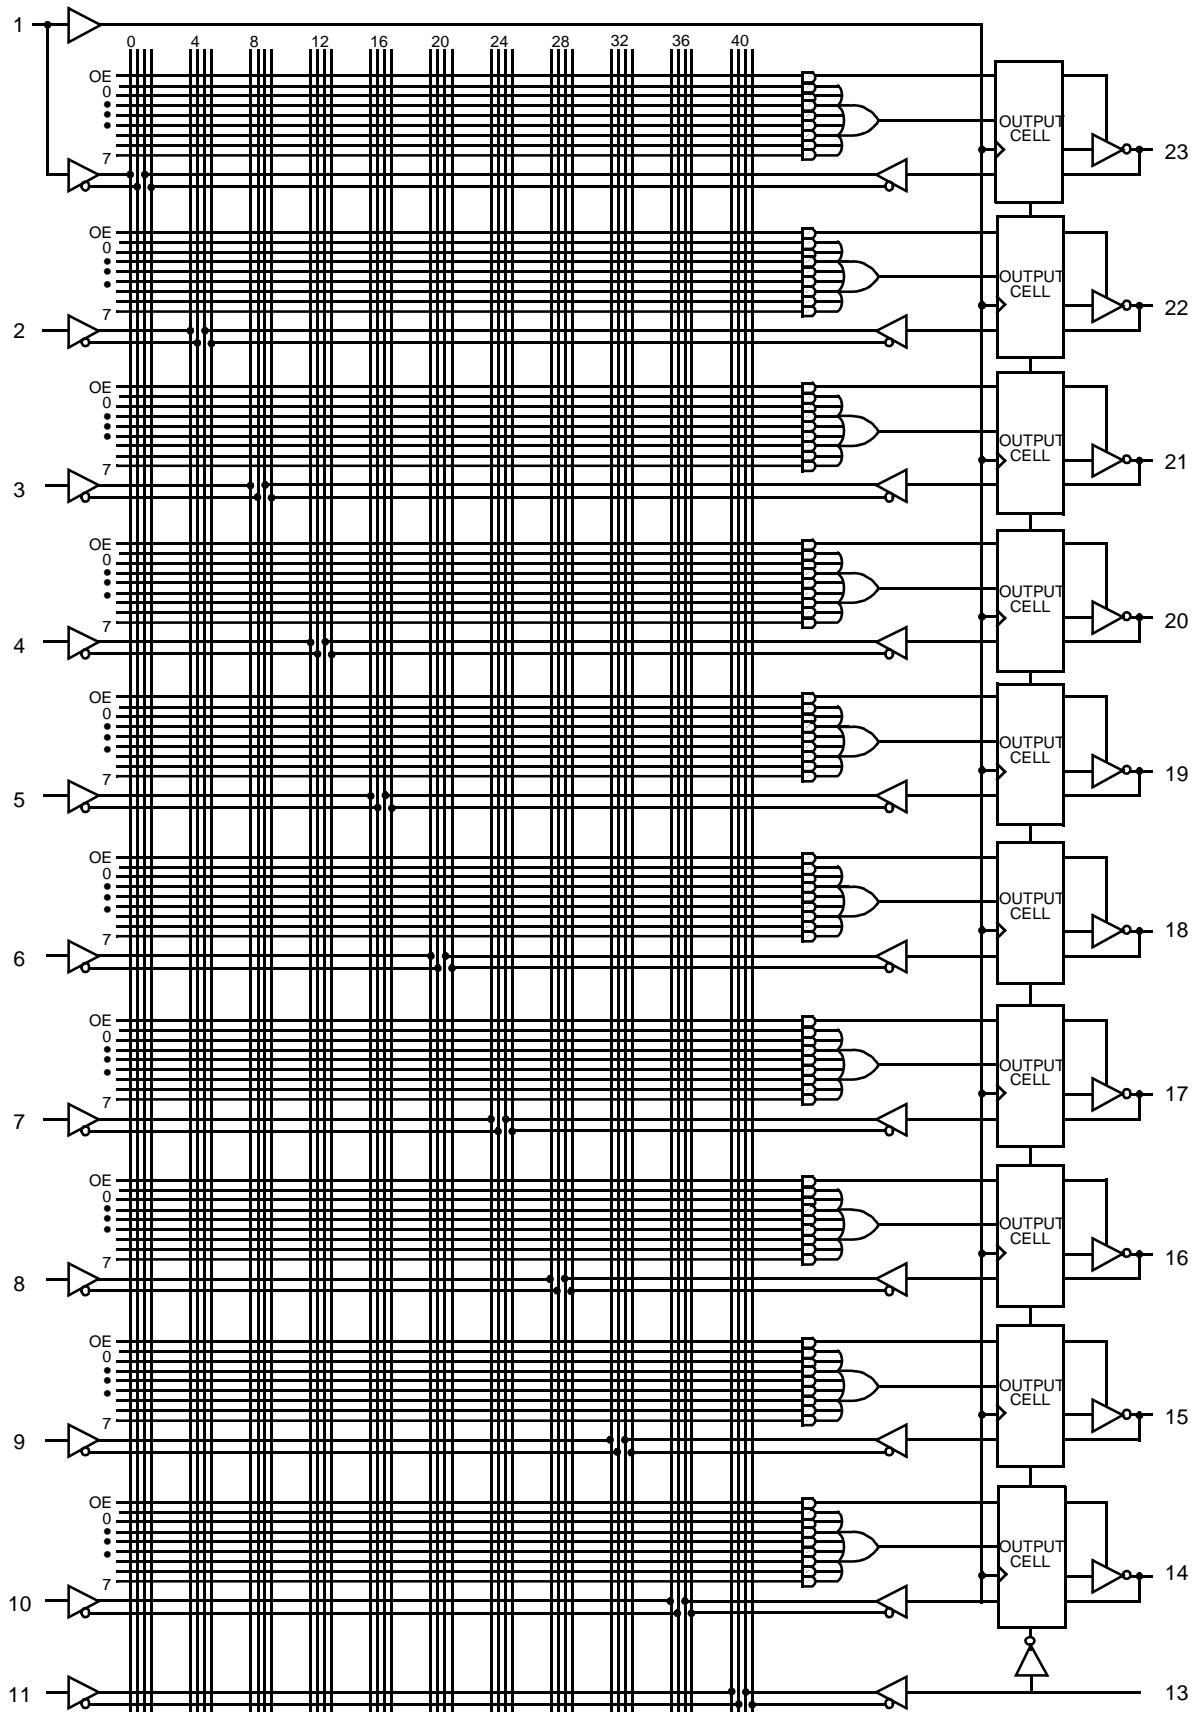 1
0 4 8 12 16 20 24 28 32 36 40
OE
0
7
OUTPUT
CELL
23
OE
0
7
OUTPUT
CELL
2
22
OE
0
7
OUTPUT
CELL
3
21
OE
0
7
OUTPUT
CELL
4
20
OE
0
7
OUTPUT
CELL
5
19
OE
0
7
OUTPUT
CELL
6
18
OE
0
7
OUTPUT
CELL
7
17
OE
0
7
OUTPUT
CELL
8
16
OE
0
7
OUTPUT
CELL
9
15
OE
0
7
OUTPUT
CELL
10
14
11
13